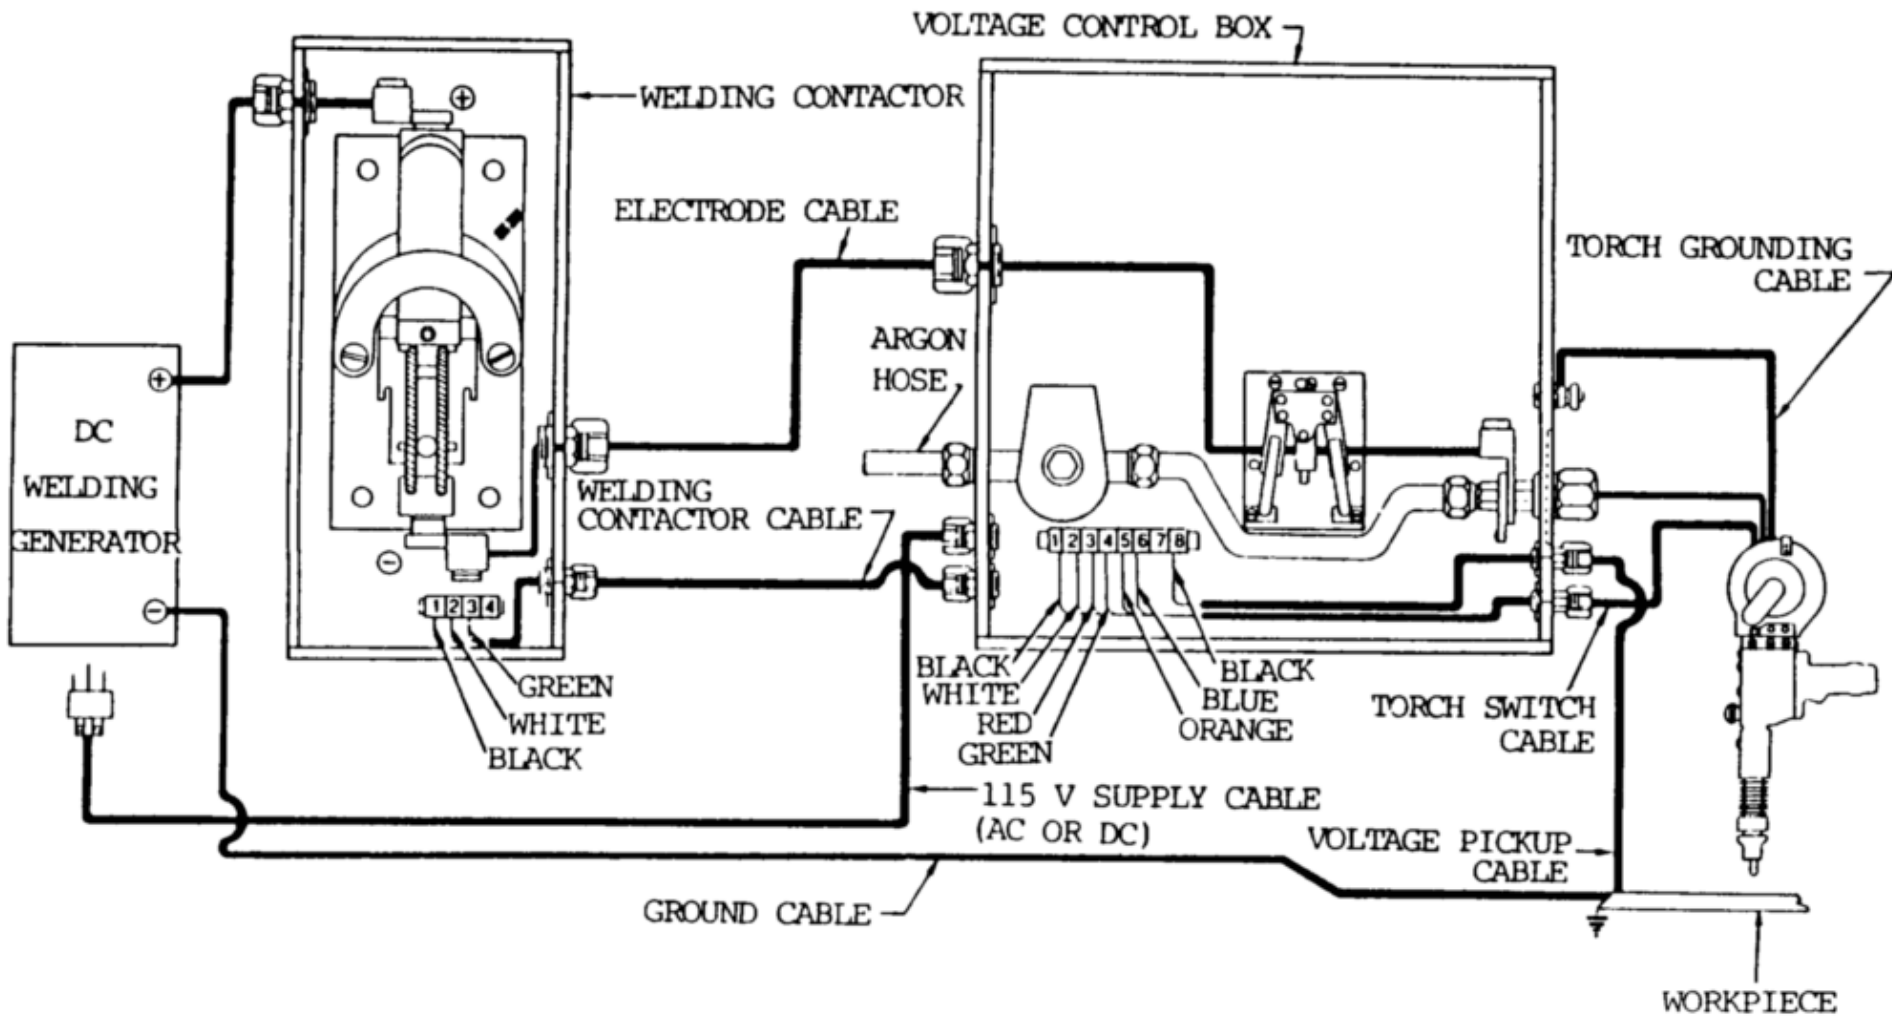 VOLTAGE CONTROL BOX
WELDING CONTACTOR
+
ELECTRODE CABLE
TORCH GROUNDING
CABLE
ARGON
HOSE
+
DC
WELDING
GENERATOR
−
WELDING
CONTACTOR CABLE
−
1 2 3 4
1 2 3 4 5 6 7 8
GREEN
WHITE
BLACK
BLACK
WHITE
RED
GREEN
BLACK
BLUE
ORANGE
TORCH SWITCH
CABLE
115 V SUPPLY CABLE
(AC OR DC)
VOLTAGE PICKUP
CABLE
GROUND CABLE
WORKPIECE